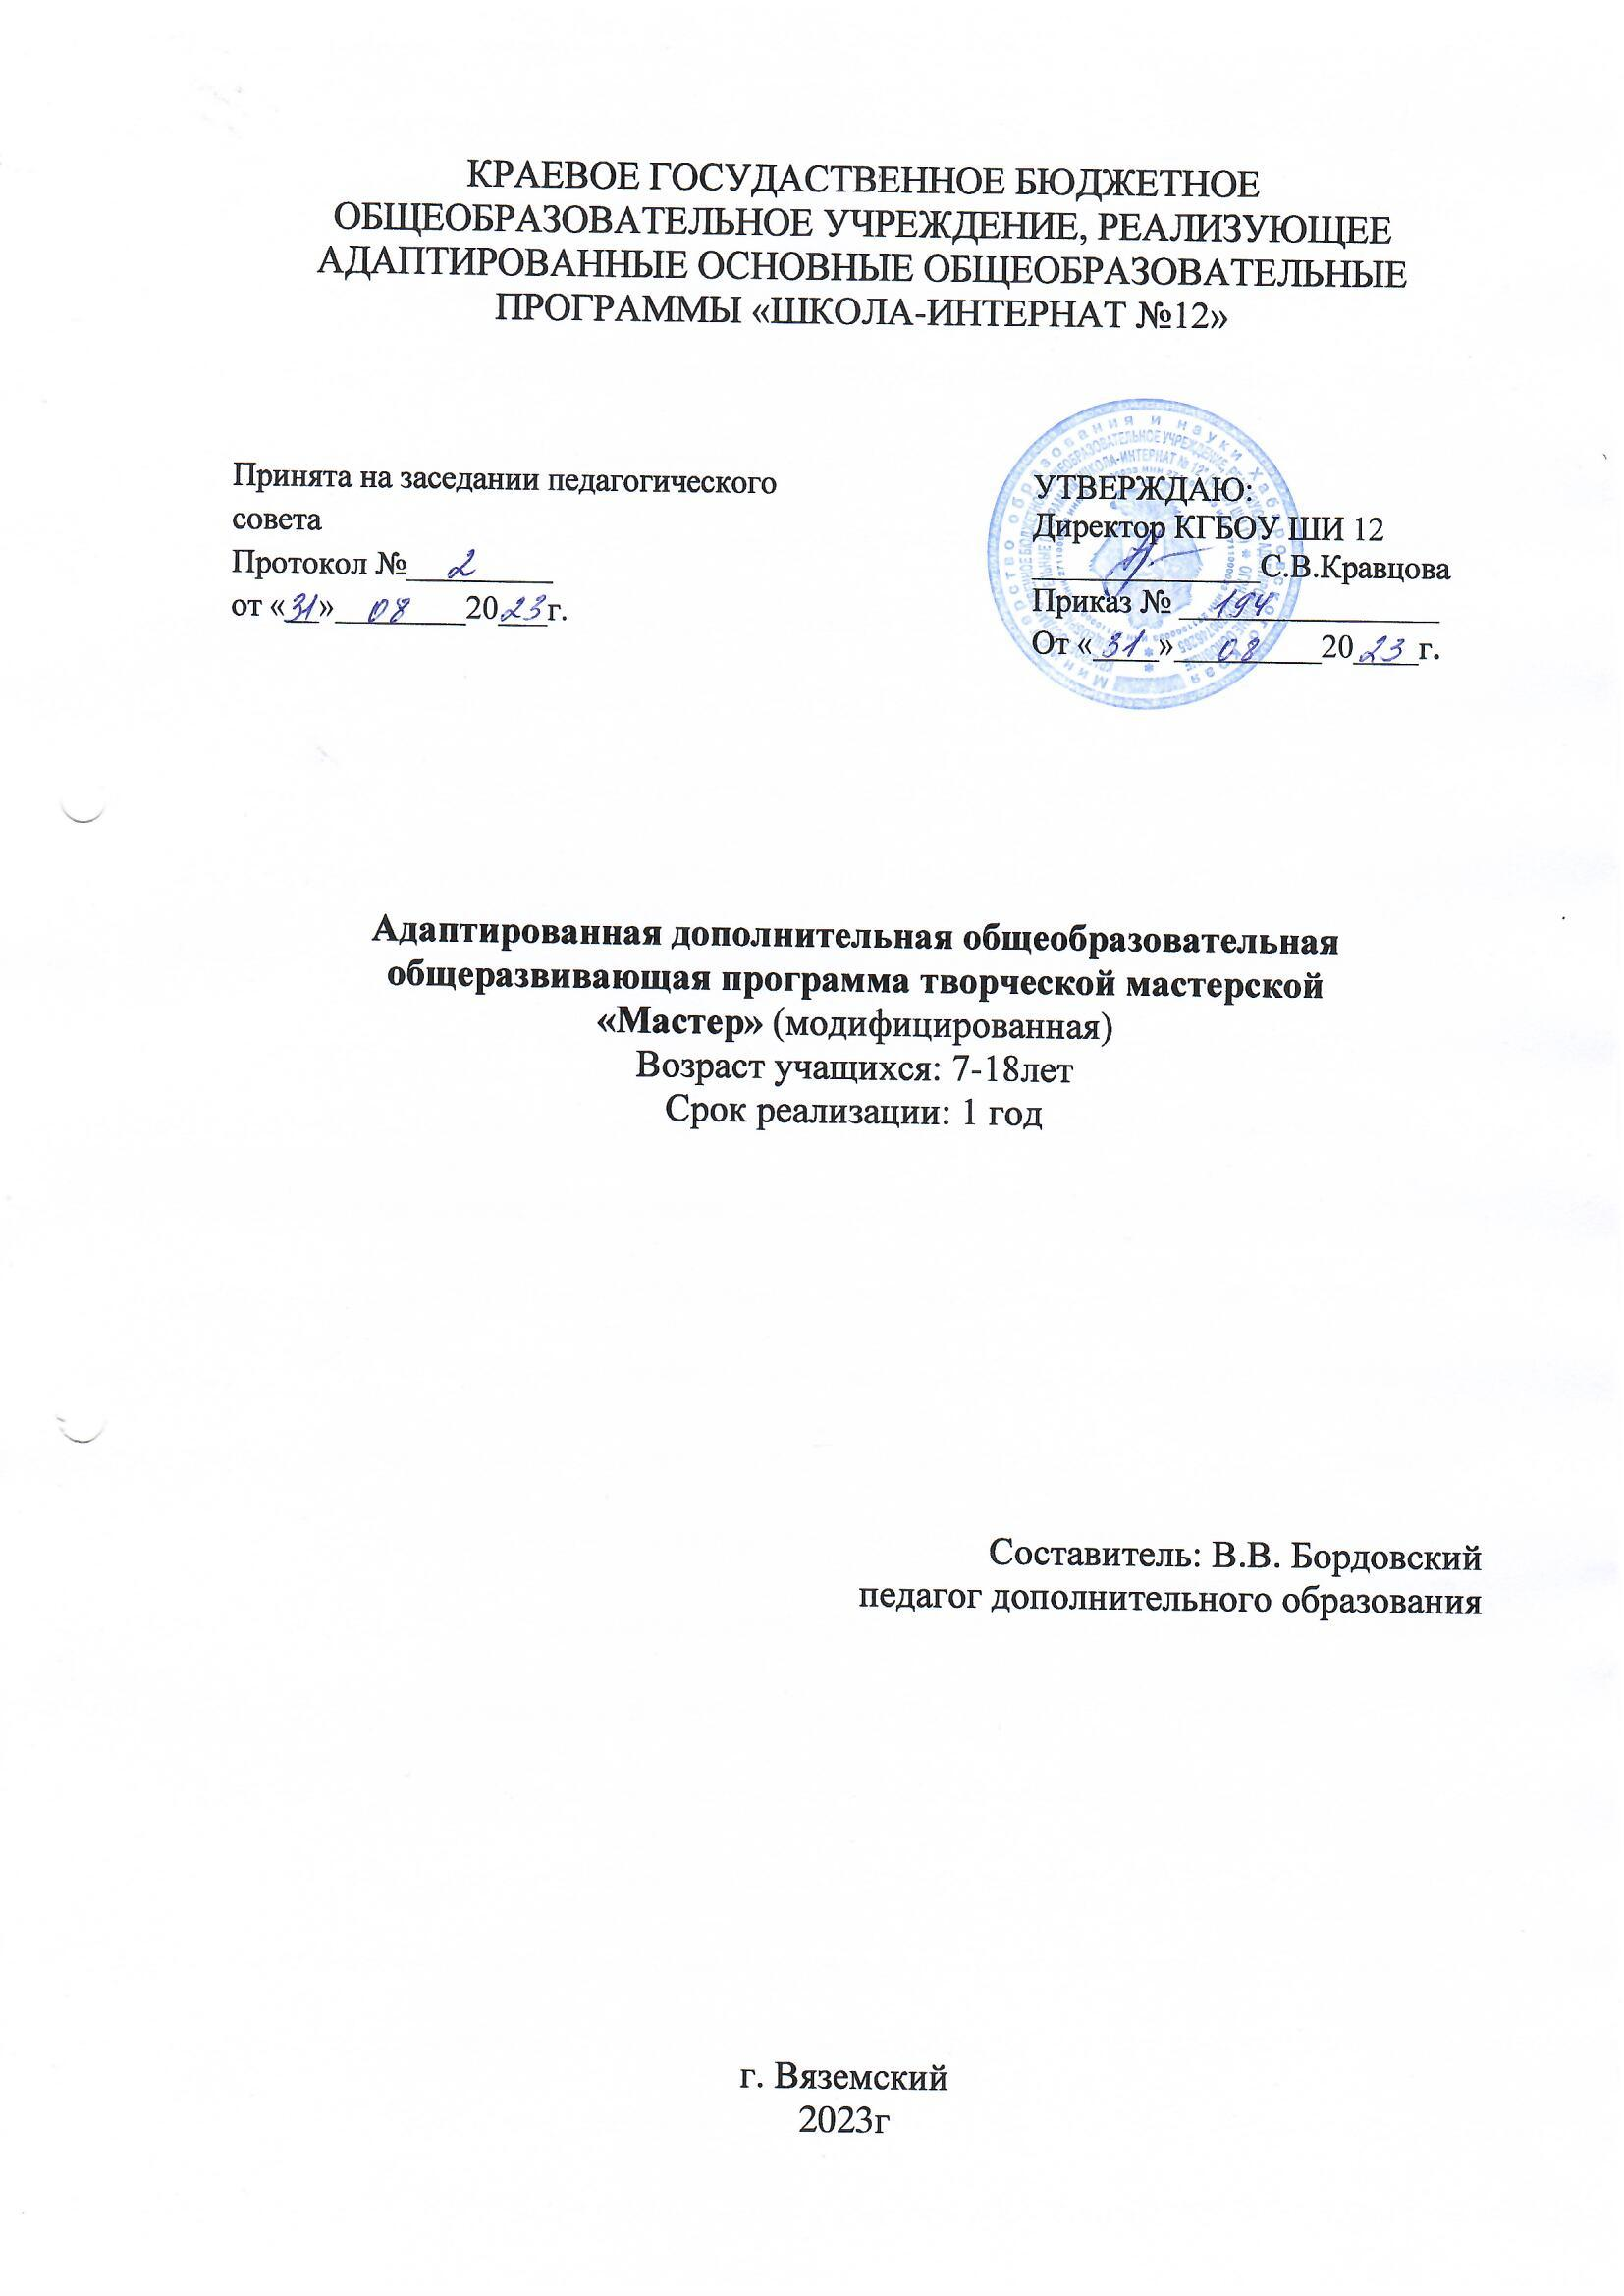 КРАЕВОЕ ГОСУДАСТВЕННОЕ БЮДЖЕТНОЕ
ОБЩЕОБРАЗОВАТЕЛЬНОЕ УЧРЕЖДЕНИЕ, РЕАЛИЗУЮЩЕЕ
АДАПТИРОВАННЫЕ ОСНОВНЫЕ ОБЩЕОБРАЗОВАТЕЛЬНЫЕ
ПРОГРАММЫ «ШКОЛА-ИНТЕРНАТ №12»
Принята на заседании педагогического
совета
Протокол № 2
от «31» 08 2023г.
УТВЕРЖДАЮ:
Директор КГБОУ ШИ 12
С.В.Кравцова
Приказ № 194
От «31» 08 2023 г.
Адаптированная дополнительная общеобразовательная
общеразвивающая программа творческой мастерской
«Мастер» (модифицированная)
Возраст учащихся: 7-18лет
Срок реализации: 1 год
Составитель: В.В. Бордовский
педагог дополнительного образования
г. Вяземский
2023г